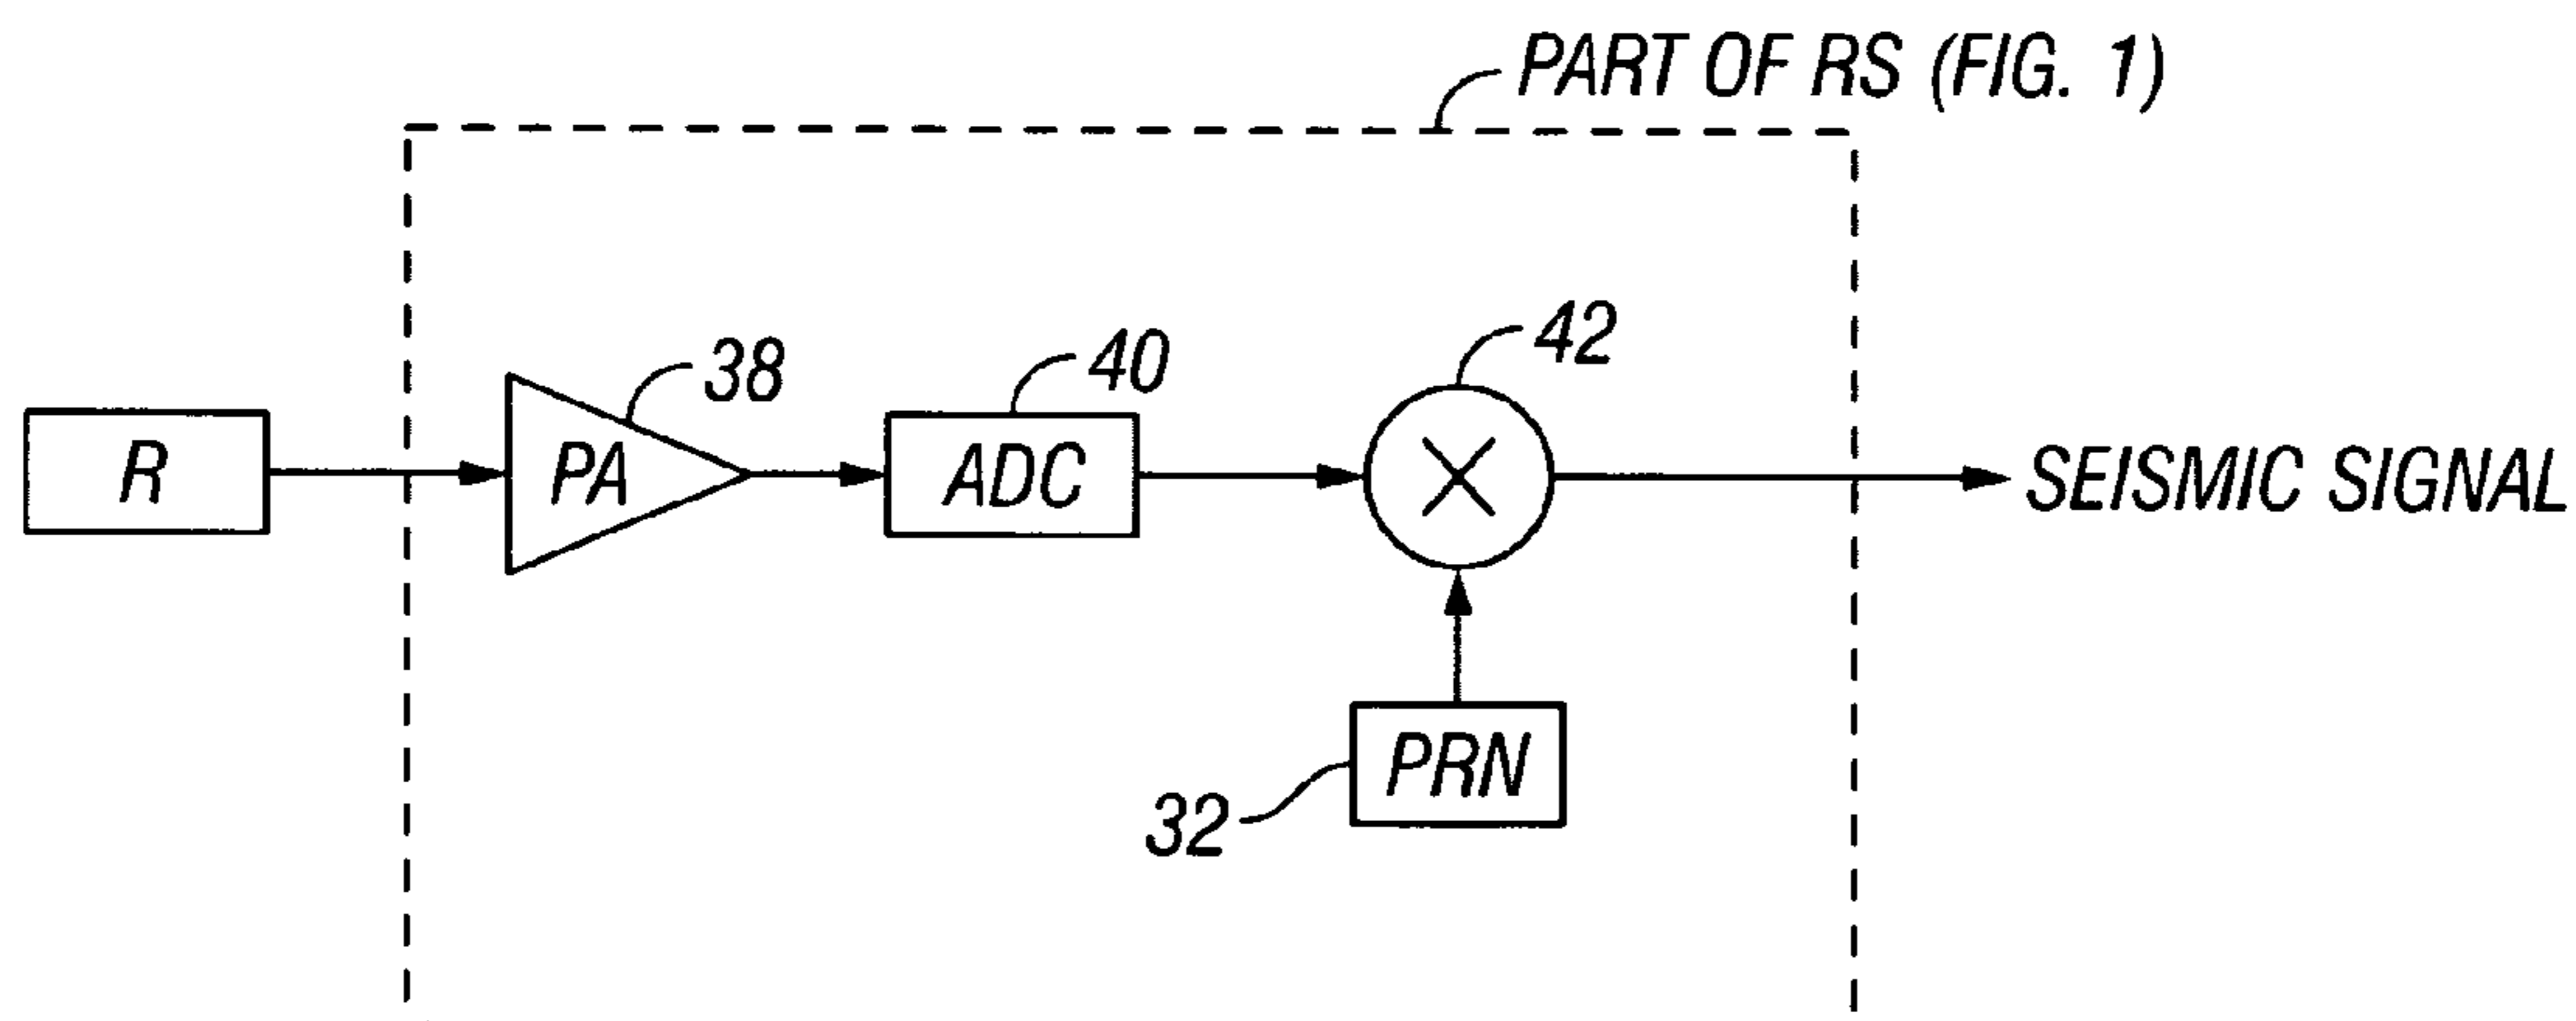 PART OF RS (FIG. 1)
42
40
38
R
PA
ADC
SEISMIC SIGNAL
PRN
32